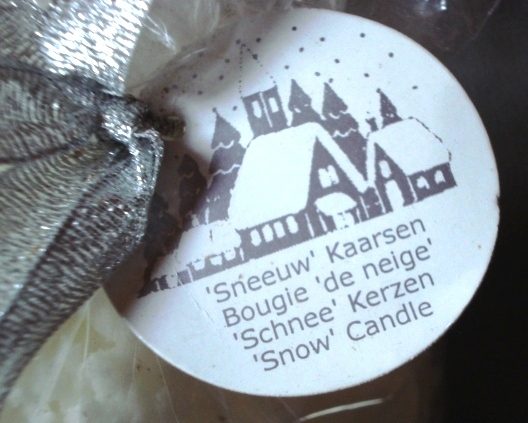 'Sneeuw' Kaarsen
Bougie 'de neige'
'Schnee' Kerzen
'Snow' Candle